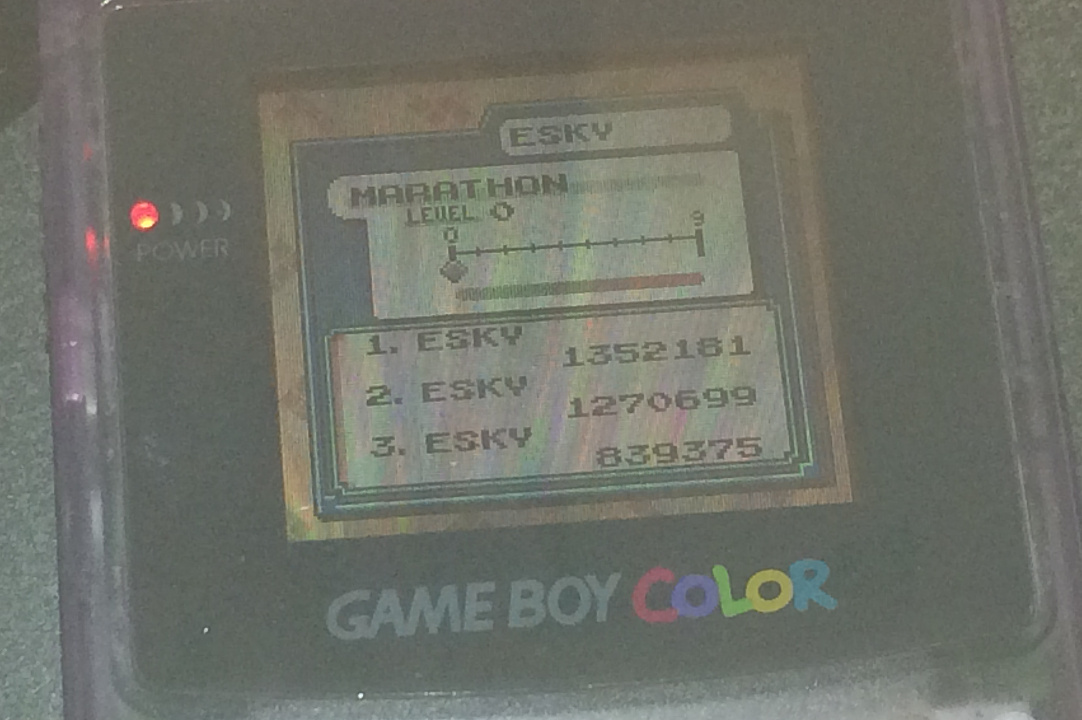 ESKY
MARATHON
LEVEL 0
0 9
POWER
1. ESKY
1352181
2. ESKY
1270699
3. ESKY
839375
GAME BOY COLOR